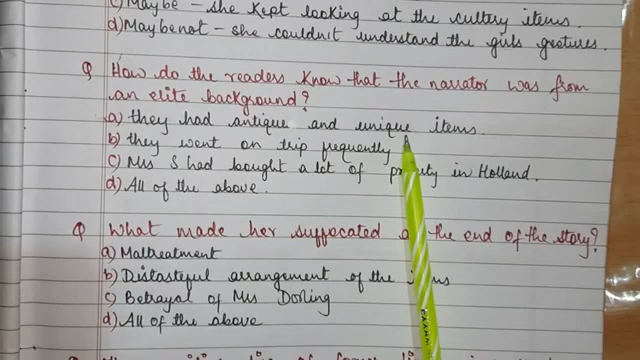 c) Maybe - she kept looking at the cutlery items.
d) Maybe not - she couldn't understand the girls gestures.
Q How do the readers know that the narrator was from
an elite background?
a) they had antique and unique items.
b) they went on trip frequently
c) Mrs S had bought a lot of in Holland.
d) All of the above.
Q What made her suffocated the end of the story?
a) Maltreatment
b) Distasteful arrangement of the
c) Betrayal of Mrs Dorling
d) All of the above